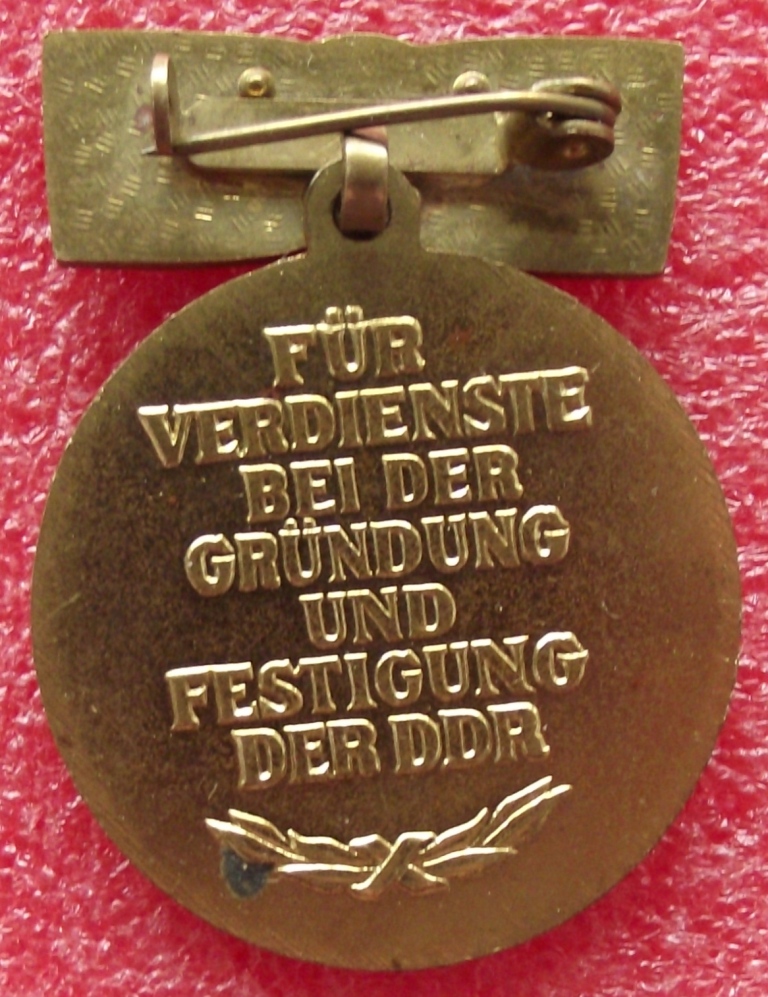 FÜR
VERDIENSTE
BEI DER
GRÜNDUNG
UND
FESTIGUNG
DER DDR